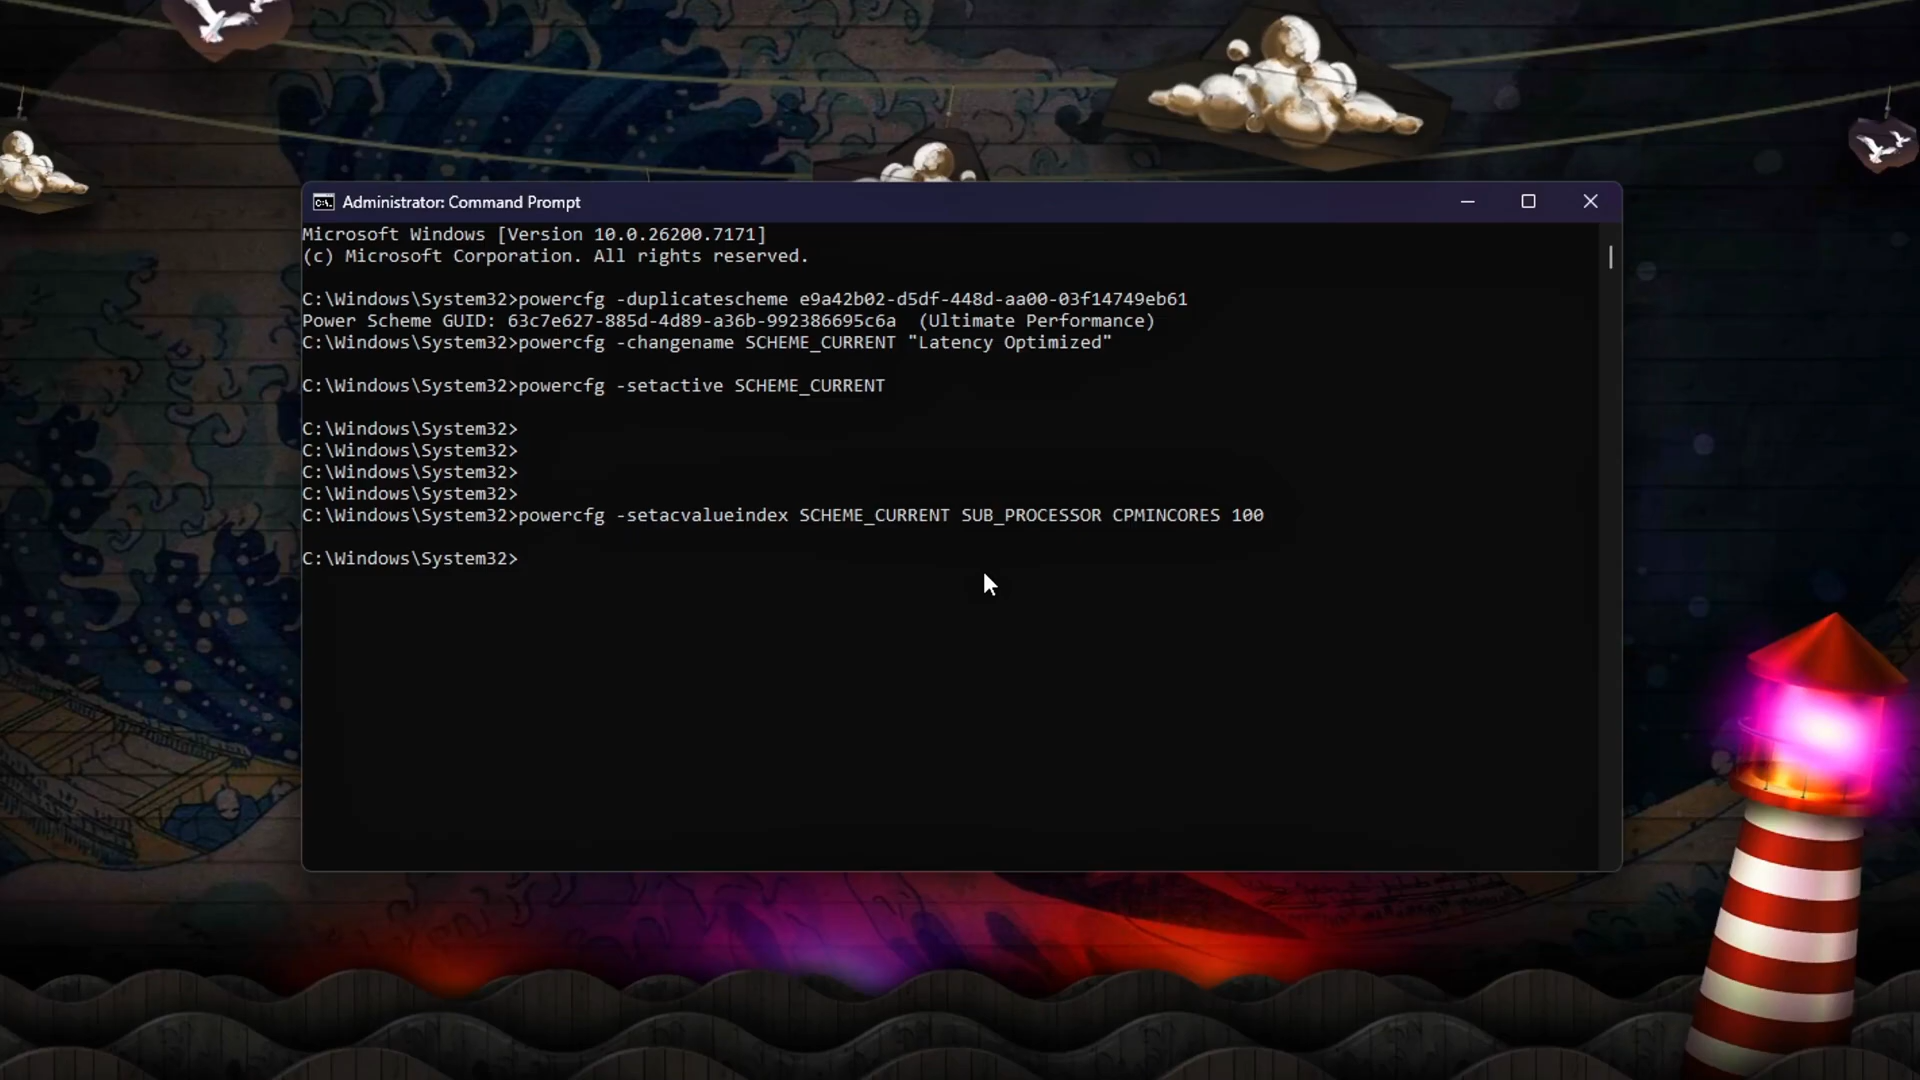 Administrator: Command Prompt
Microsoft Windows [Version 10.0.26200.7171]
(c) Microsoft Corporation. All rights reserved.
C:\Windows\System32>powercfg -duplicatescheme e9a42b02-d5df-448d-aa00-03f14749eb61
Power Scheme GUID: 63c7e627-885d-4d89-a36b-992386695c6a  (Ultimate Performance)
C:\Windows\System32>powercfg -changename SCHEME_CURRENT "Latency Optimized"
C:\Windows\System32>powercfg -setactive SCHEME_CURRENT
C:\Windows\System32>
C:\Windows\System32>
C:\Windows\System32>
C:\Windows\System32>
C:\Windows\System32>powercfg -setacvalueindex SCHEME_CURRENT SUB_PROCESSOR CPMINCORES 100
C:\Windows\System32>